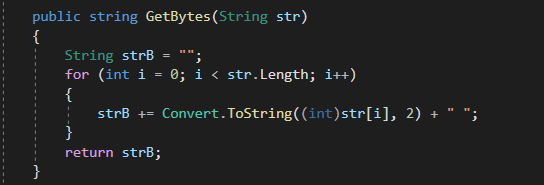 public string GetBytes(String str)
{
String strB = "";
for (int i = 0; i < str.Length; i++)
{
strB += Convert.ToString((int)str[i], 2) + " ";
}
return strB;
}